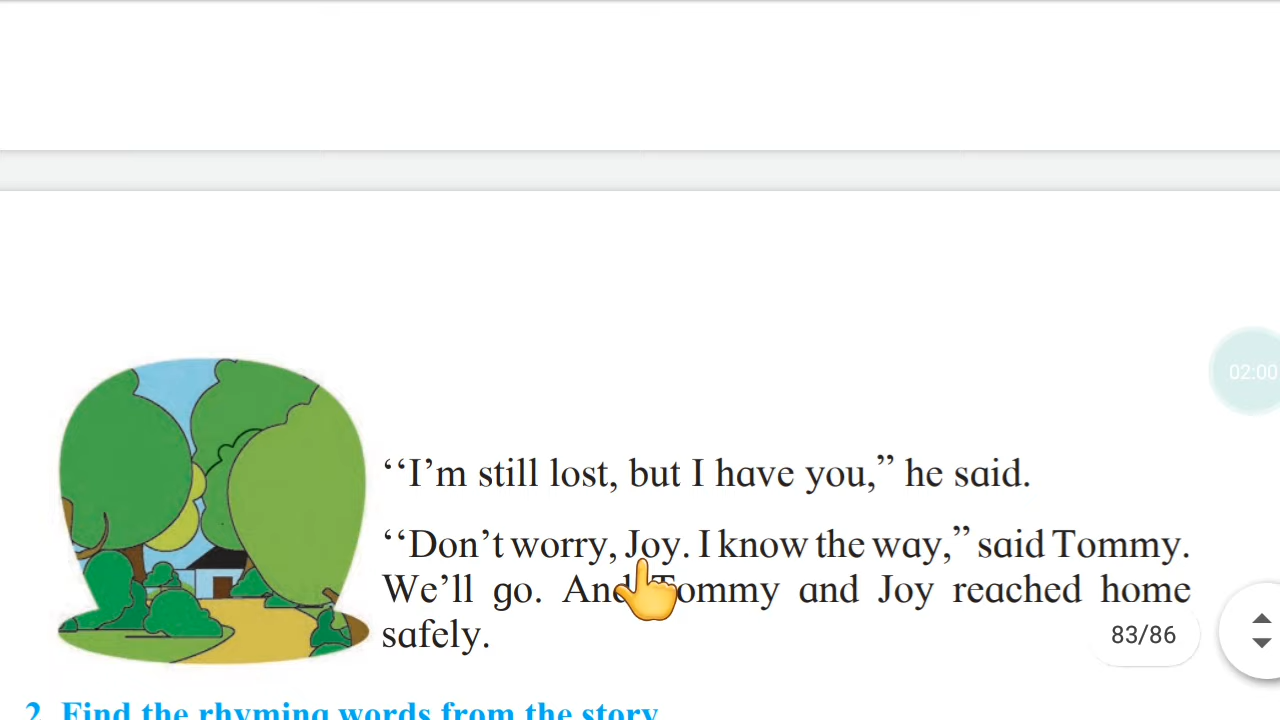 02:00
‘‘I’m still lost, but I have you,” he said.
‘‘Don’t worry, Joy. I know the way,” said Tommy.
We’ll go. And Tommy and Joy reached home
safely.
83/86
2. Find the rhyming words from the story